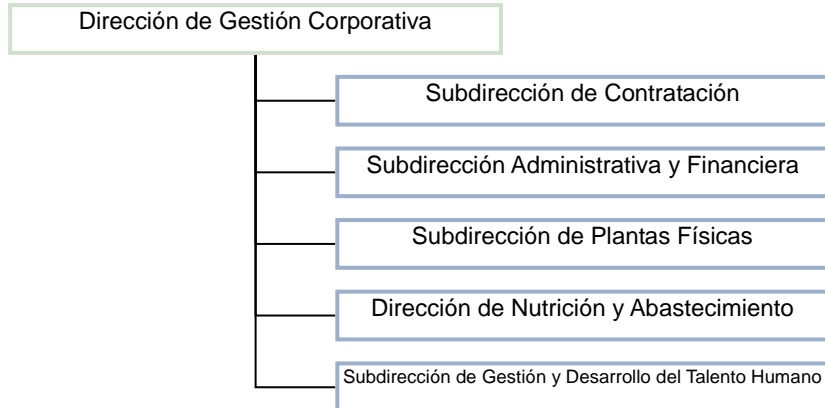 Dirección de Gestión Corporativa
Subdirección de Contratación
Subdirección Administrativa y Financiera
Subdirección de Plantas Físicas
Dirección de Nutrición y Abastecimiento
Subdirección de Gestión y Desarrollo del Talento Humano